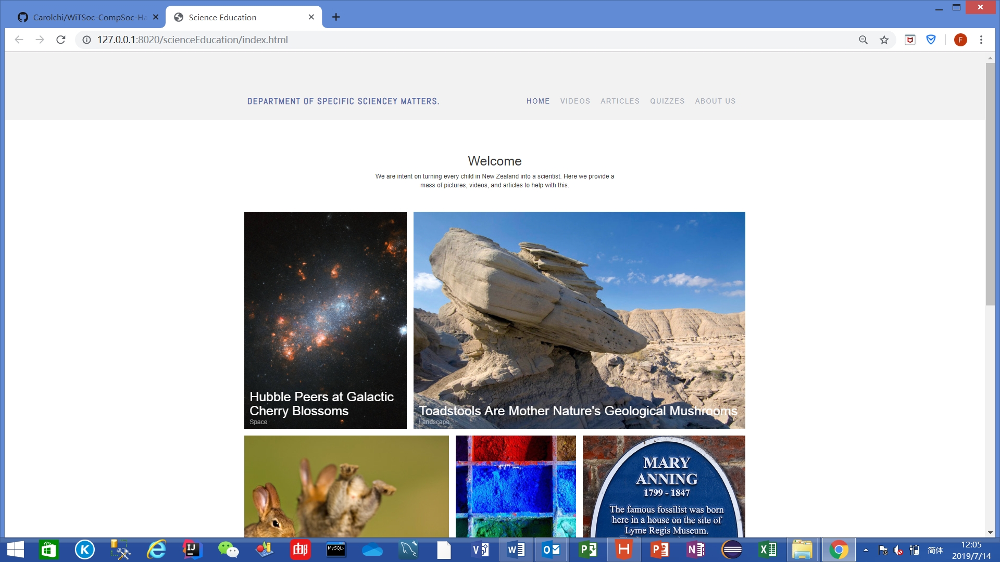 Carolchi/WiTSoc-CompSoc-Ha
Science Education
127.0.0.1:8020/scienceEducation/index.html
F
DEPARTMENT OF SPECIFIC SCIENCEY MATTERS.
HOME VIDEOS ARTICLES QUIZZES ABOUT US
Welcome
We are intent on turning every child in New Zealand into a scientist. Here we provide a
mass of pictures, videos, and articles to help with this.
Hubble Peers at Galactic
Cherry Blossoms
Space
Toadstools Are Mother Nature's Geological Mushrooms
Landscape
MARY
ANNING
1799 - 1847
The famous fossilist was born
here in a house on the site of
Lyme Regis Museum.
K
IJ
邮
MySQL
V
W
O
P
H
P
N
X
简体
12:05
2019/7/14